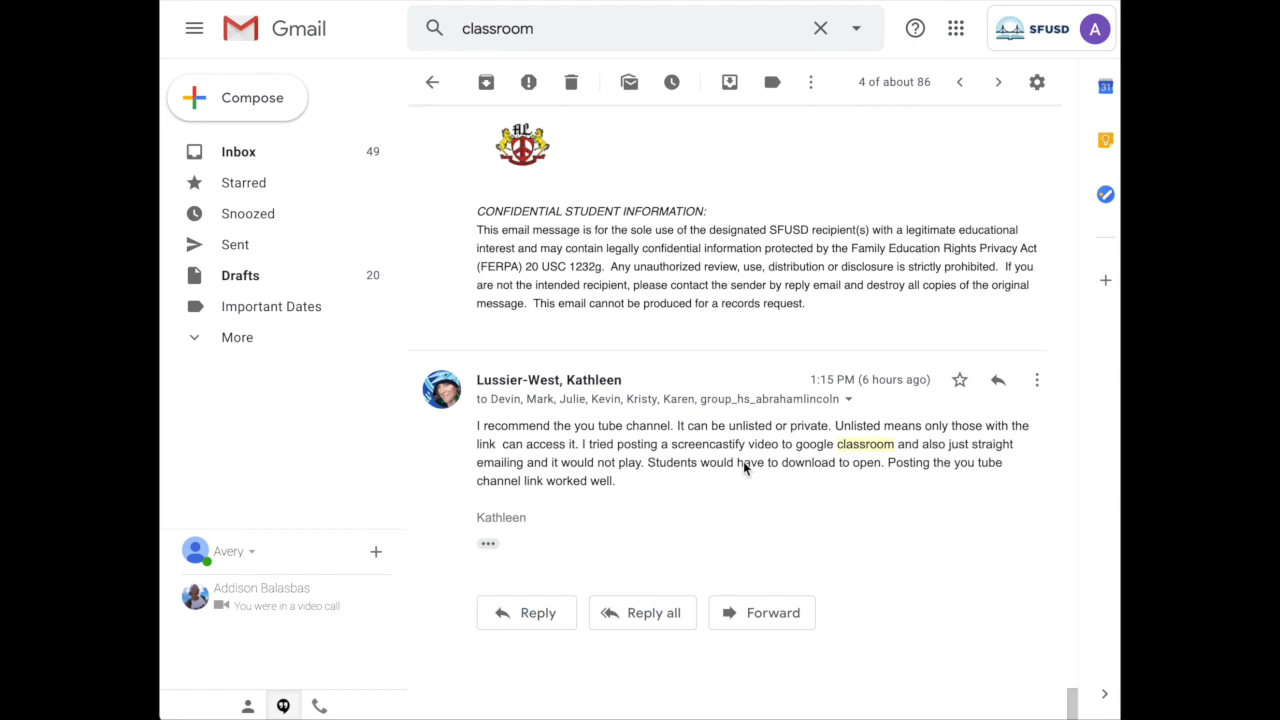 Gmail
classroom
SFUSD
A
Compose
4 of about 86
31
Inbox 49
Starred
Snoozed
Sent
Drafts 20
Important Dates
More
AL
CONFIDENTIAL STUDENT INFORMATION:
This email message is for the sole use of the designated SFUSD recipient(s) with a legitimate educational
interest and may contain legally confidential information protected by the Family Education Rights Privacy Act
(FERPA) 20 USC 1232g.  Any unauthorized review, use, distribution or disclosure is strictly prohibited.  If you
are not the intended recipient, please contact the sender by reply email and destroy all copies of the original
message.  This email cannot be produced for a records request.
Lussier-West, Kathleen 1:15 PM (6 hours ago)
to Devin, Mark, Julie, Kevin, Kristy, Karen, group_hs_abrahamlincoln
I recommend the you tube channel. It can be unlisted or private. Unlisted means only those with the
link  can access it. I tried posting a screencastify video to google classroom and also just straight
emailing and it would not play. Students would have to download to open. Posting the you tube
channel link worked well.
Kathleen
Avery
Addison Balasbas
You were in a video call
Reply
Reply all
Forward